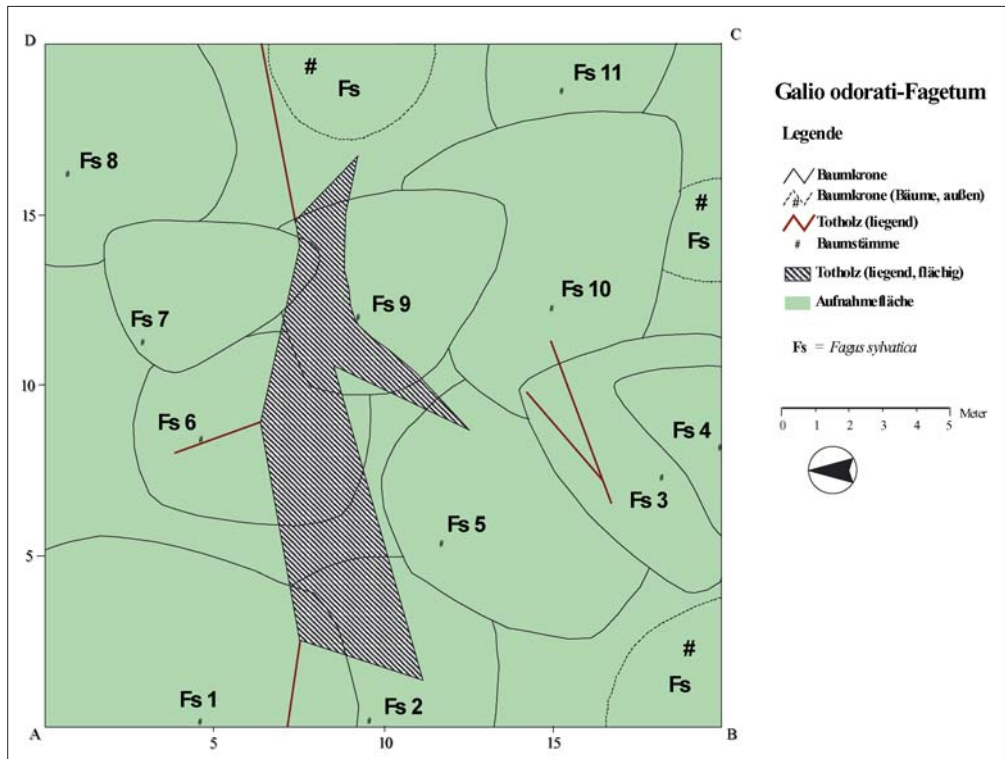 D
C
#
Fs
Fs 11
Fs 8
15
#
Fs
Fs 10
Fs 9
Fs 7
10
Fs 6
Fs 4
Fs 3
Fs 5
5
#
Fs
Fs 1
Fs 2
A
5
10
15
B
Galio odorati-Fagetum
Legende
Baumkrone
# Baumkrone (Bäume, außen)
Totholz (liegend)
# Baumstämme
Totholz (liegend, flächig)
Aufnahmefläche
Fs = Fagus sylvatica
Meter
0 1 2 3 4 5